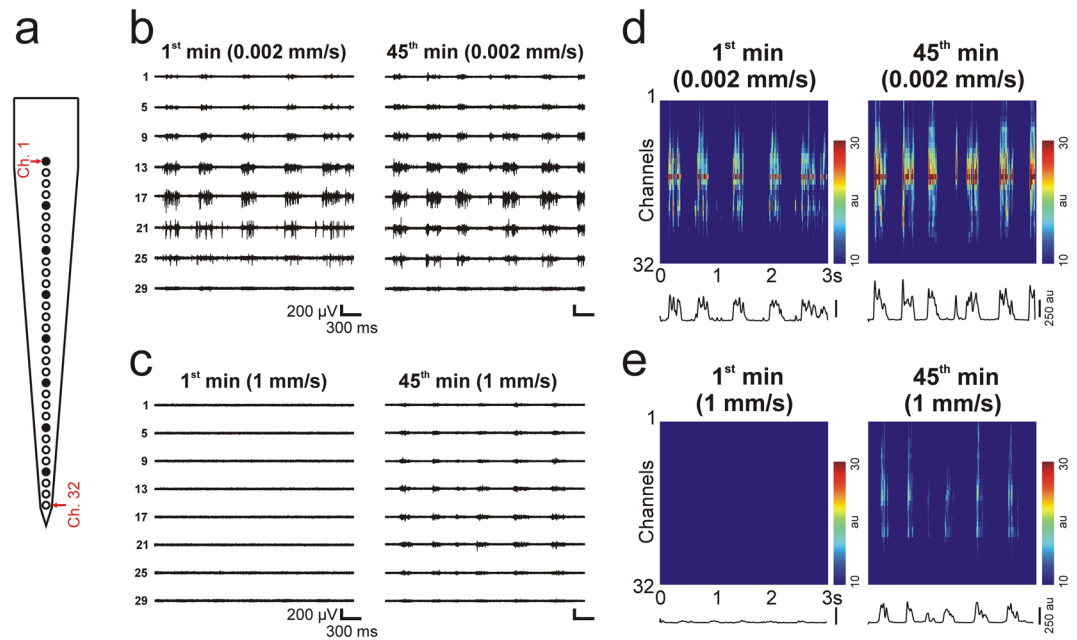 a
Ch. 1
Ch. 32
b
1st min (0.002 mm/s)
45th min (0.002 mm/s)
1
5
9
13
17
21
25
29
200 µV
300 ms
c
1st min (1 mm/s)
45th min (1 mm/s)
1
5
9
13
17
21
25
29
200 µV
300 ms
d
1st min
(0.002 mm/s)
45th min
(0.002 mm/s)
1
Channels
32
0
1
2
3s
30
au
10
30
au
10
250 au
e
1st min
(1 mm/s)
45th min
(1 mm/s)
1
Channels
32
0
1
2
3s
30
au
10
30
au
10
250 au